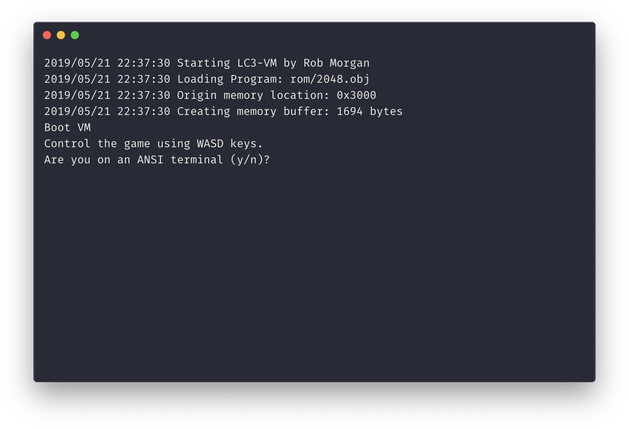 2019/05/21 22:37:30 Starting LC3-VM by Rob Morgan
2019/05/21 22:37:30 Loading Program: rom/2048.obj
2019/05/21 22:37:30 Origin memory location: 0x3000
2019/05/21 22:37:30 Creating memory buffer: 1694 bytes
Boot VM
Control the game using WASD keys.
Are you on an ANSI terminal (y/n)?